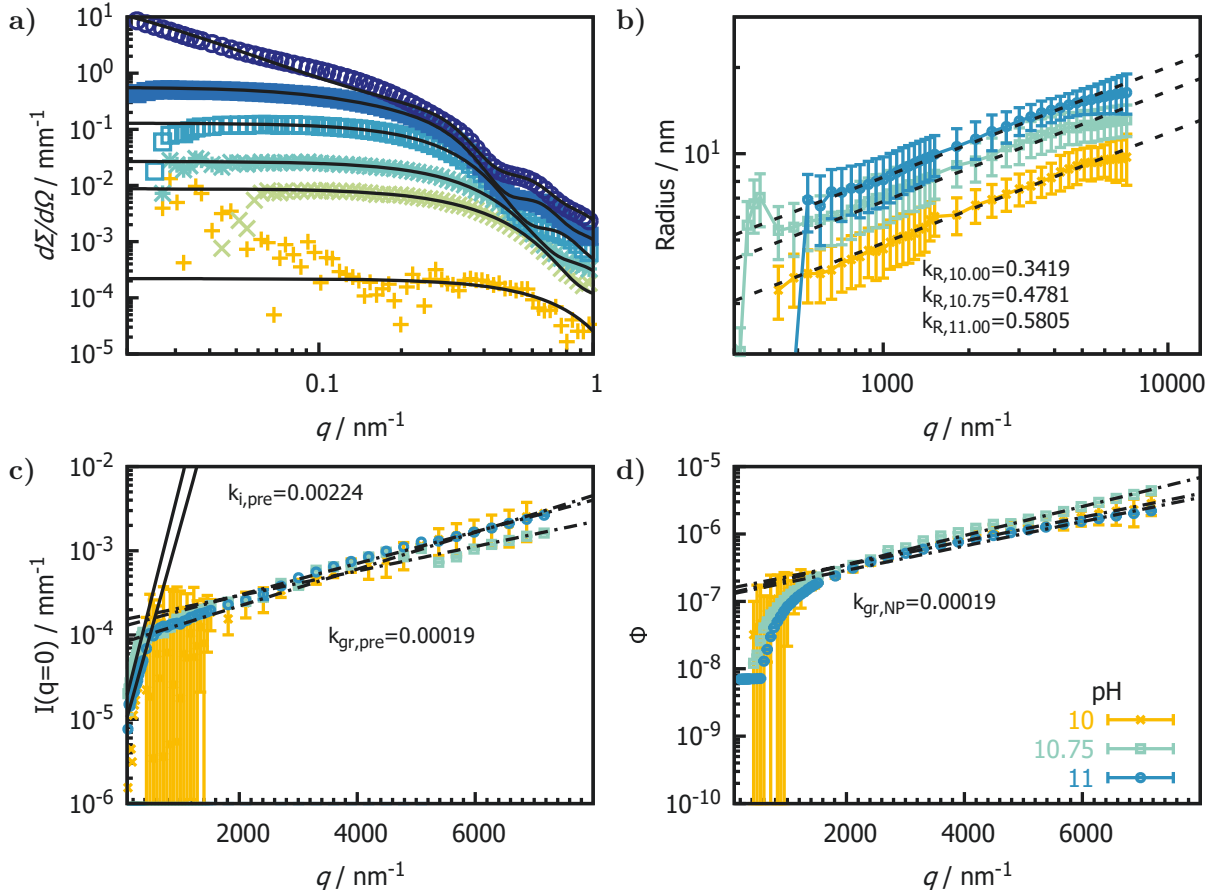 a)
10^1
10^0
10^-1
10^-2
10^-3
10^-4
10^-5
dΣ/dΩ / mm^-1
0.1
1
q / nm^-1
b)
10^1
Radius / nm
k_R,10.00=0.3419
k_R,10.75=0.4781
k_R,11.00=0.5805
1000
10000
q / nm^-1
c)
10^-2
10^-3
10^-4
10^-5
10^-6
I(q=0) / mm^-1
k_i,pre=0.00224
k_gr,pre=0.00019
2000
4000
6000
q / nm^-1
d)
10^-5
10^-6
10^-7
10^-8
10^-9
10^-10
Φ
k_gr,NP=0.00019
pH
10
10.75
11
2000
4000
6000
q / nm^-1